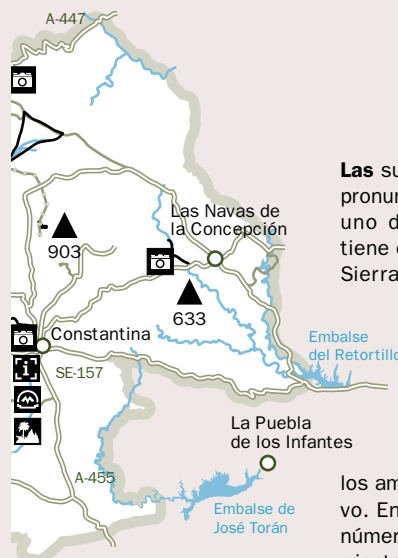 A-447
Las su
pronu
uno d
tiene
Sierra
Las Navas de
la Concepción
903
633
Constantina
SE-157
Embalse
del Retortillo
La Puebla
de los Infantes
A-455
Embalse de
José Torán
los am
vo. En
númer